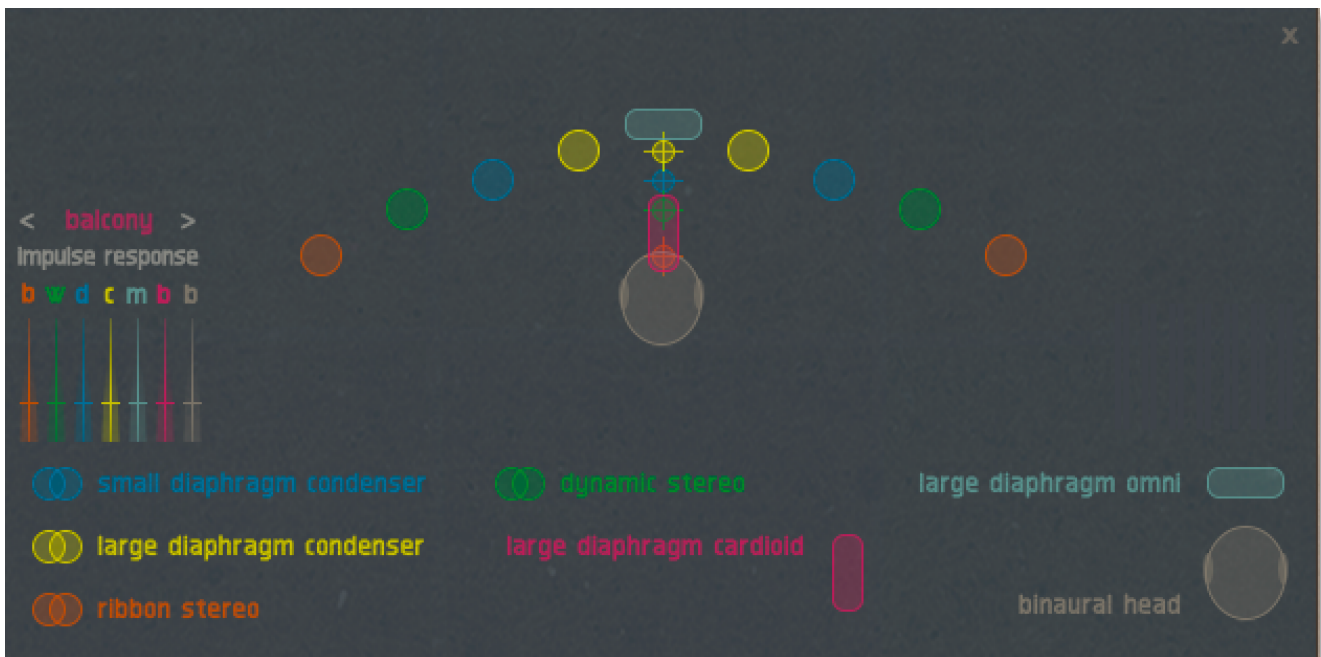 x
< balcony >
impulse response
b w d c m b b
small diaphragm condenser
dynamic stereo
large diaphragm omni
large diaphragm condenser
large diaphragm cardioid
ribbon stereo
binaural head